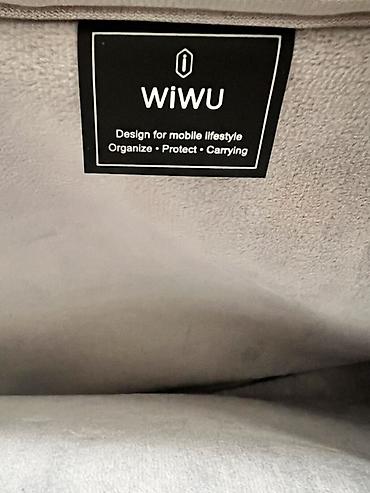 WiWU
Design for mobile lifestyle
Organize • Protect • Carrying